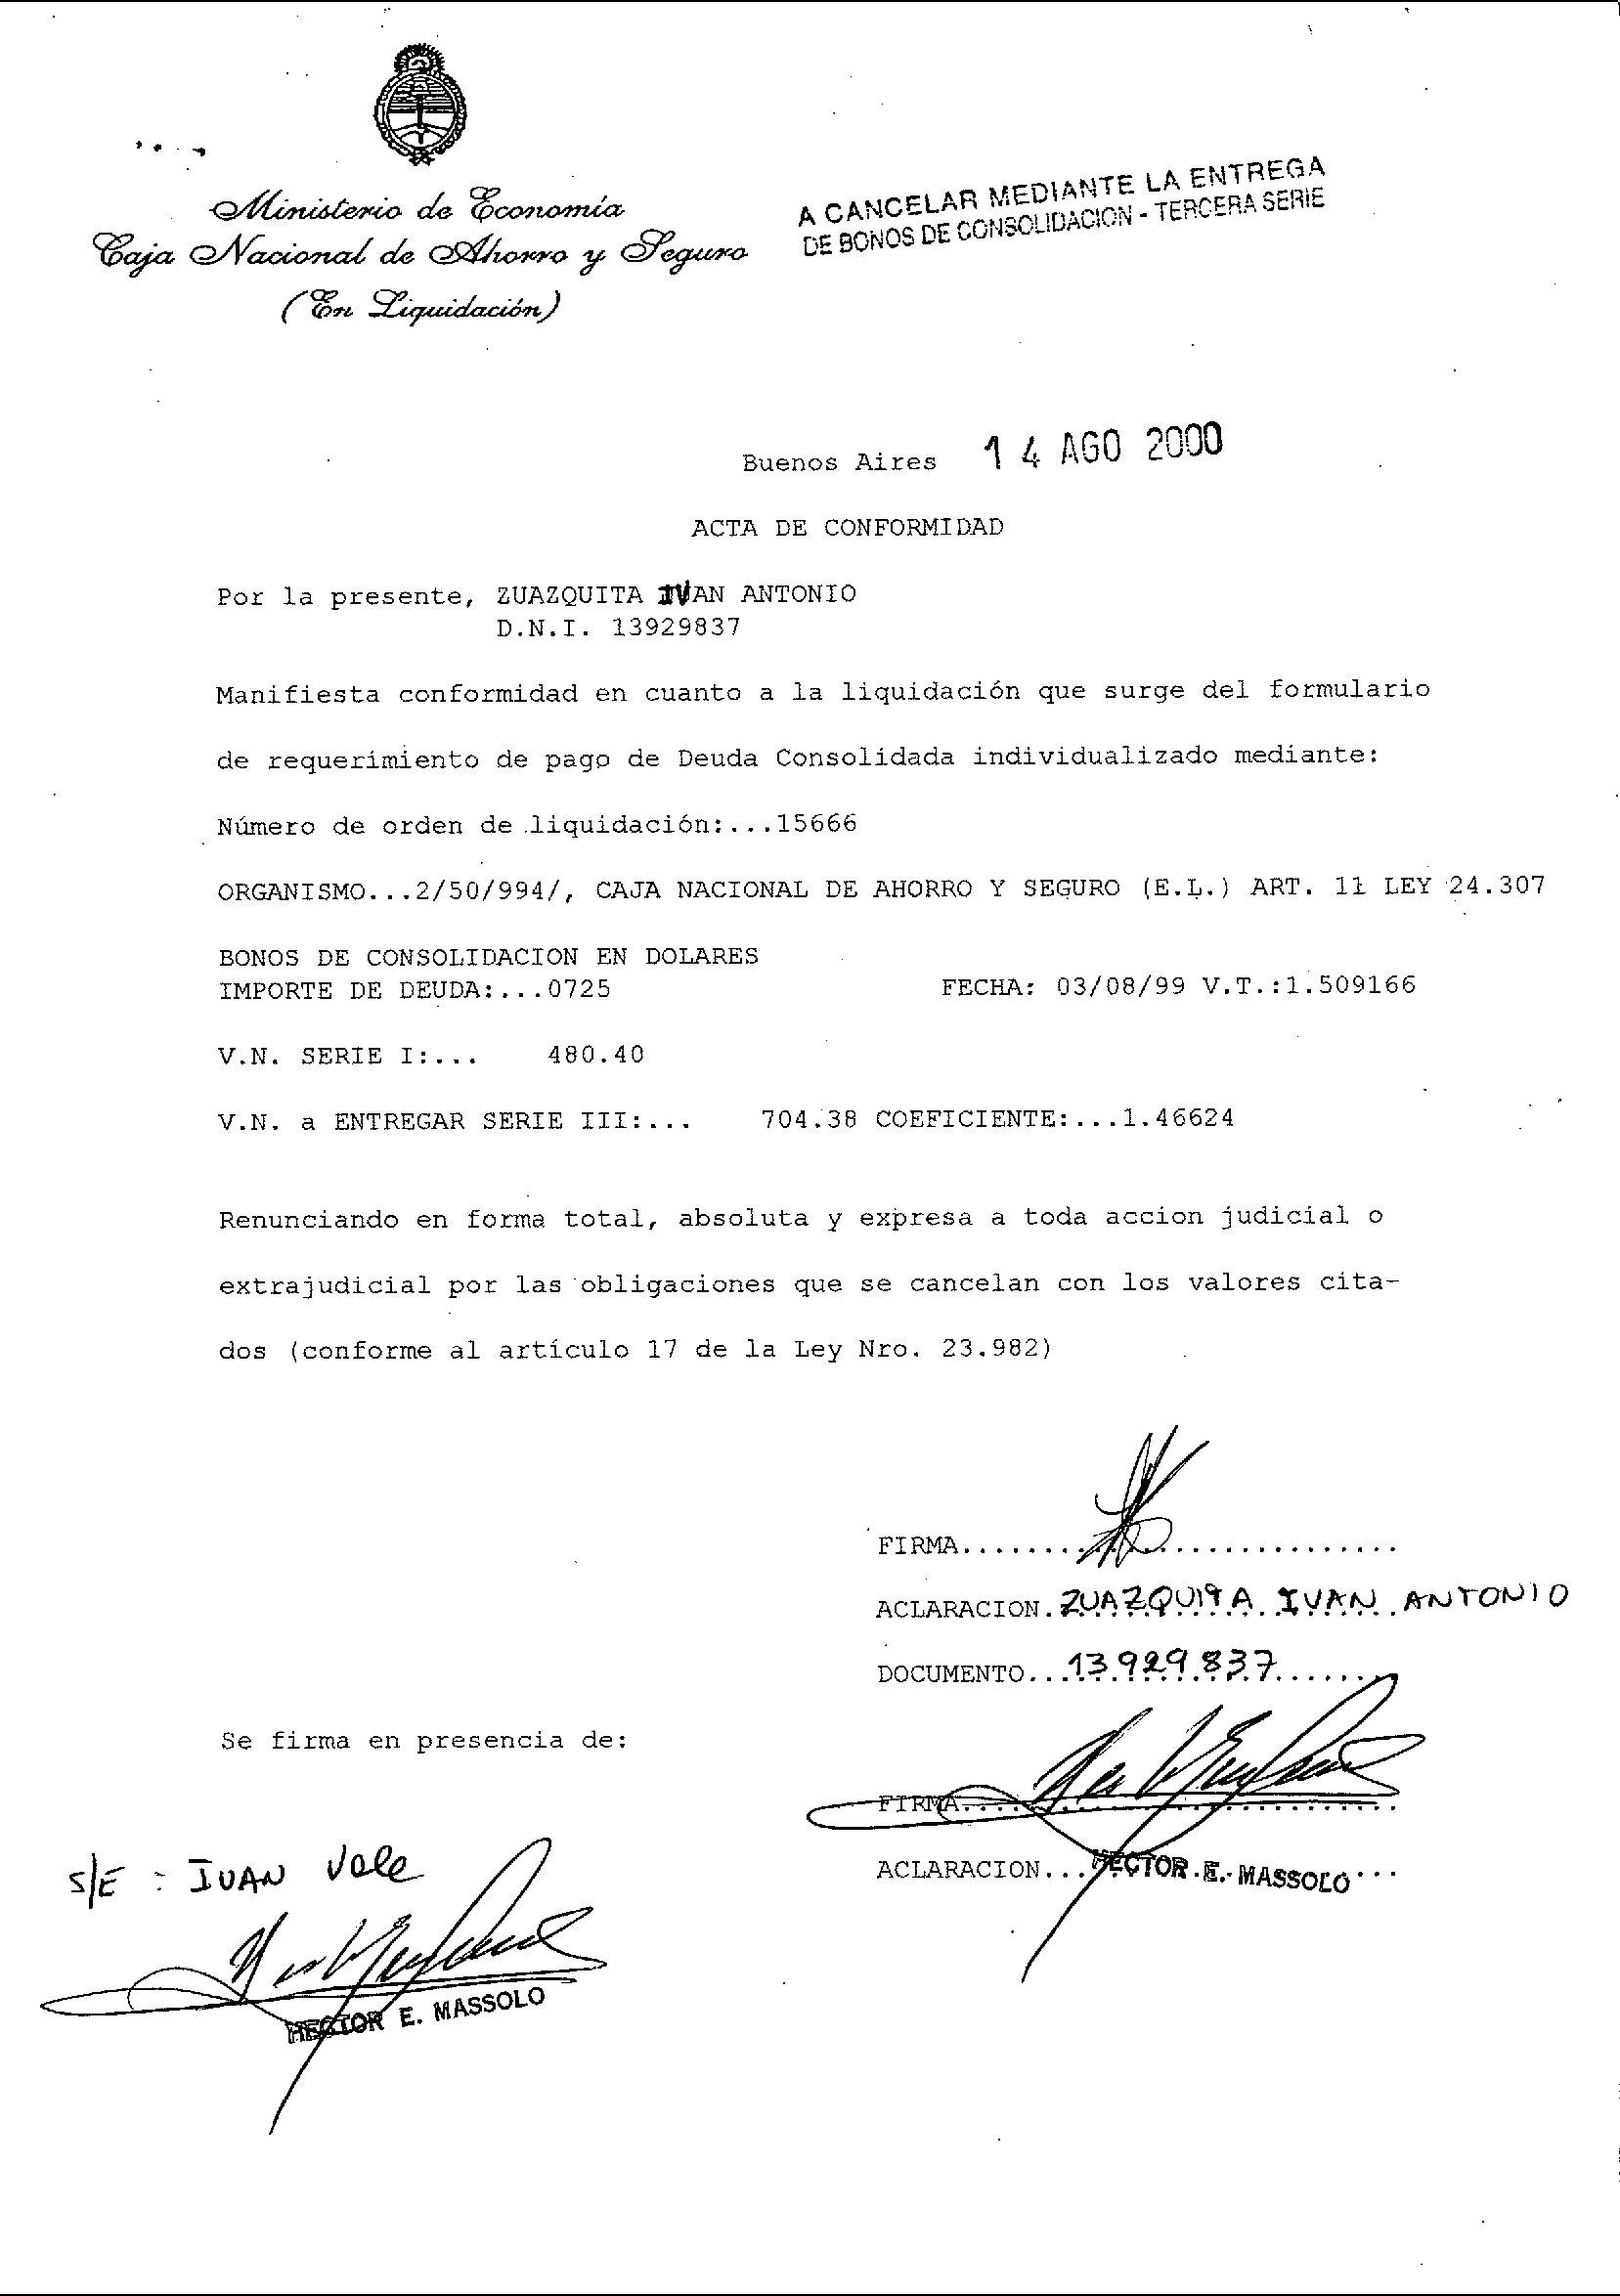 Ministerio de Economía
Caja Nacional de Ahorro y Seguro
(En Liquidación)
A CANCELAR MEDIANTE LA ENTREGA
DE BONOS DE CONSOLIDACION - TERCERA SERIE
Buenos Aires 14 AGO 2000
ACTA DE CONFORMIDAD
Por la presente, ZUAZQUITA IVAN ANTONIO
D.N.I. 13929837
Manifiesta conformidad en cuanto a la liquidación que surge del formulario
de requerimiento de pago de Deuda Consolidada individualizado mediante:
Número de orden de liquidación:...15666
ORGANISMO...2/50/994/, CAJA NACIONAL DE AHORRO Y SEGURO (E.L.) ART. 11 LEY 24.307
BONOS DE CONSOLIDACION EN DOLARES
IMPORTE DE DEUDA:...0725 FECHA: 03/08/99 V.T.:1.509166
V.N. SERIE I:... 480.40
V.N. a ENTREGAR SERIE III:... 704.38 COEFICIENTE:...1.46624
Renunciando en forma total, absoluta y expresa a toda accion judicial o
extrajudicial por las obligaciones que se cancelan con los valores cita-
dos (conforme al artículo 17 de la Ley Nro. 23.982)
FIRMA..............................
ACLARACION. ZUAZQUITA IVAN ANTONIO
DOCUMENTO... 13.929.837.......
Se firma en presencia de:
FIRMA..............................
ACLARACION... HECTOR E. MASSOLO ...
S/E : IVAN Vale
HECTOR E. MASSOLO